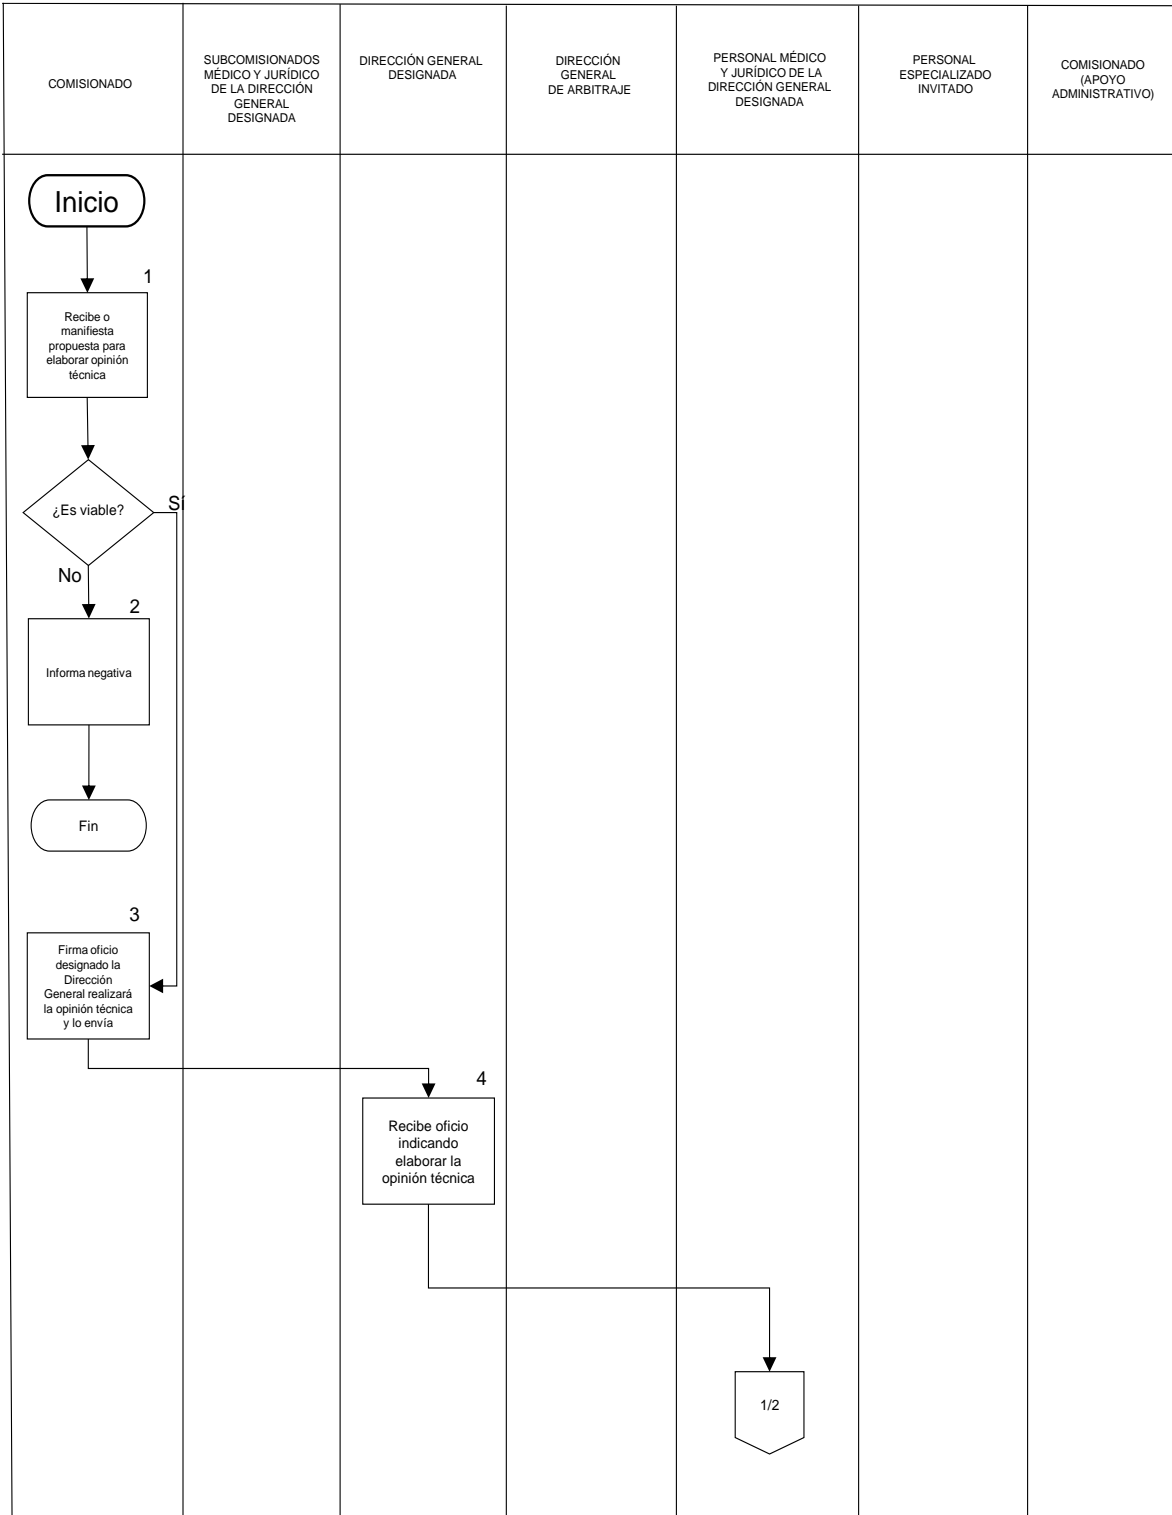 COMISIONADO
SUBCOMISIONADOS
MÉDICO Y JURÍDICO
DE LA DIRECCIÓN
GENERAL
DESIGNADA
DIRECCIÓN GENERAL
DESIGNADA
DIRECCIÓN
GENERAL
DE ARBITRAJE
PERSONAL MÉDICO
Y JURÍDICO DE LA
DIRECCIÓN GENERAL
DESIGNADA
PERSONAL
ESPECIALIZADO
INVITADO
COMISIONADO
(APOYO
ADMINISTRATIVO)
Inicio
1
Recibe o
manifiesta
propuesta para
elaborar opinión
técnica
¿Es viable?
Sí
No
2
Informa negativa
Fin
3
Firma oficio
designado la
Dirección
General realizará
la opinión técnica
y lo envía
4
Recibe oficio
indicando
elaborar la
opinión técnica
1/2